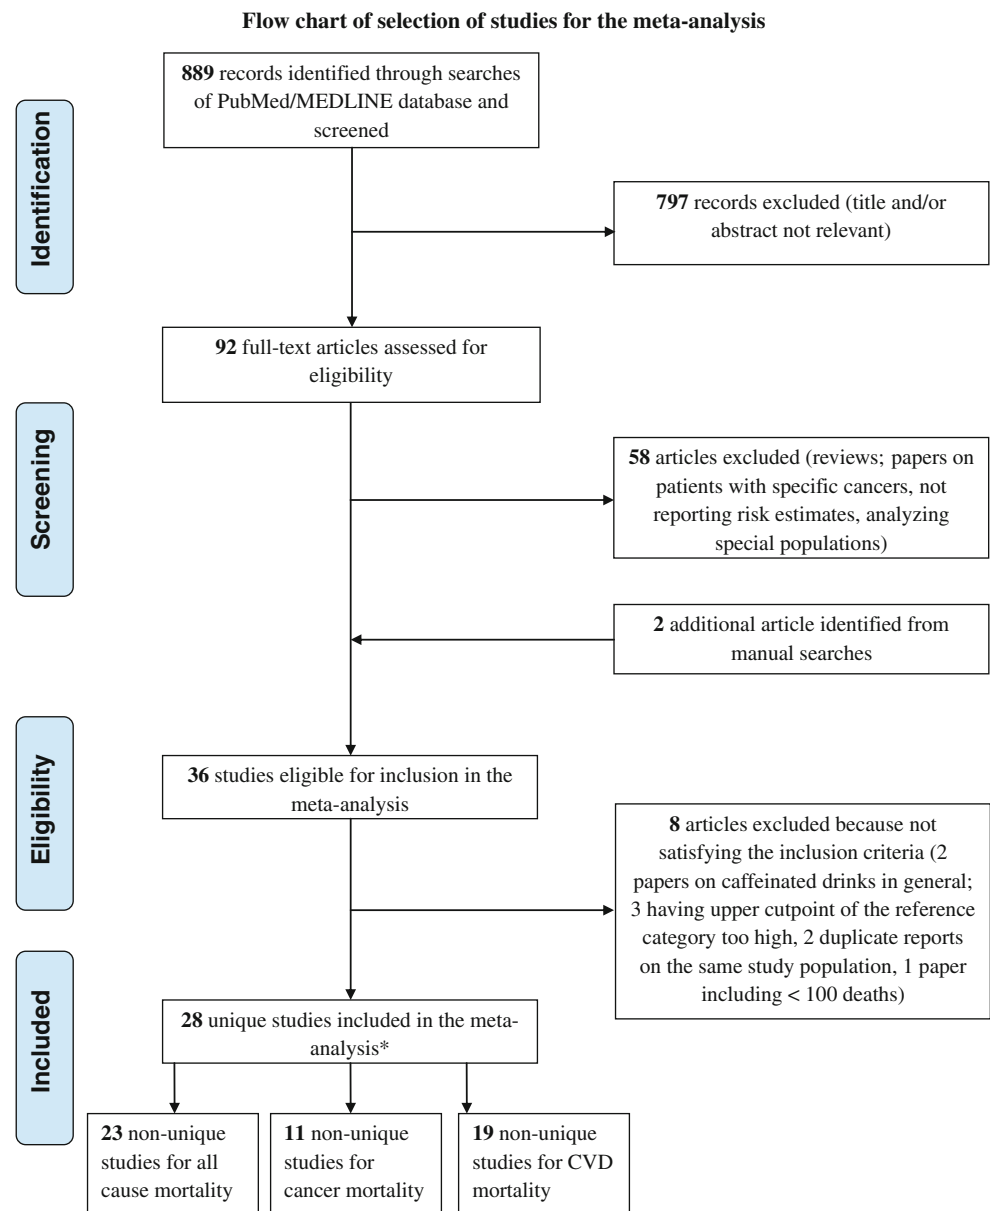 Flow chart of selection of studies for the meta-analysis
889 records identified through searches
of PubMed/MEDLINE database and
screened
Identification
797 records excluded (title and/or
abstract not relevant)
92 full-text articles assessed for
eligibility
Screening
58 articles excluded (reviews; papers on
patients with specific cancers, not
reporting risk estimates, analyzing
special populations)
2 additional article identified from
manual searches
Eligibility
36 studies eligible for inclusion in the
meta-analysis
8 articles excluded because not
satisfying the inclusion criteria (2
papers on caffeinated drinks in general;
3 having upper cutpoint of the reference
category too high, 2 duplicate reports
on the same study population, 1 paper
including < 100 deaths)
Included
28 unique studies included in the meta-
analysis*
23 non-unique
studies for all
cause mortality
11 non-unique
studies for
cancer mortality
19 non-unique
studies for CVD
mortality